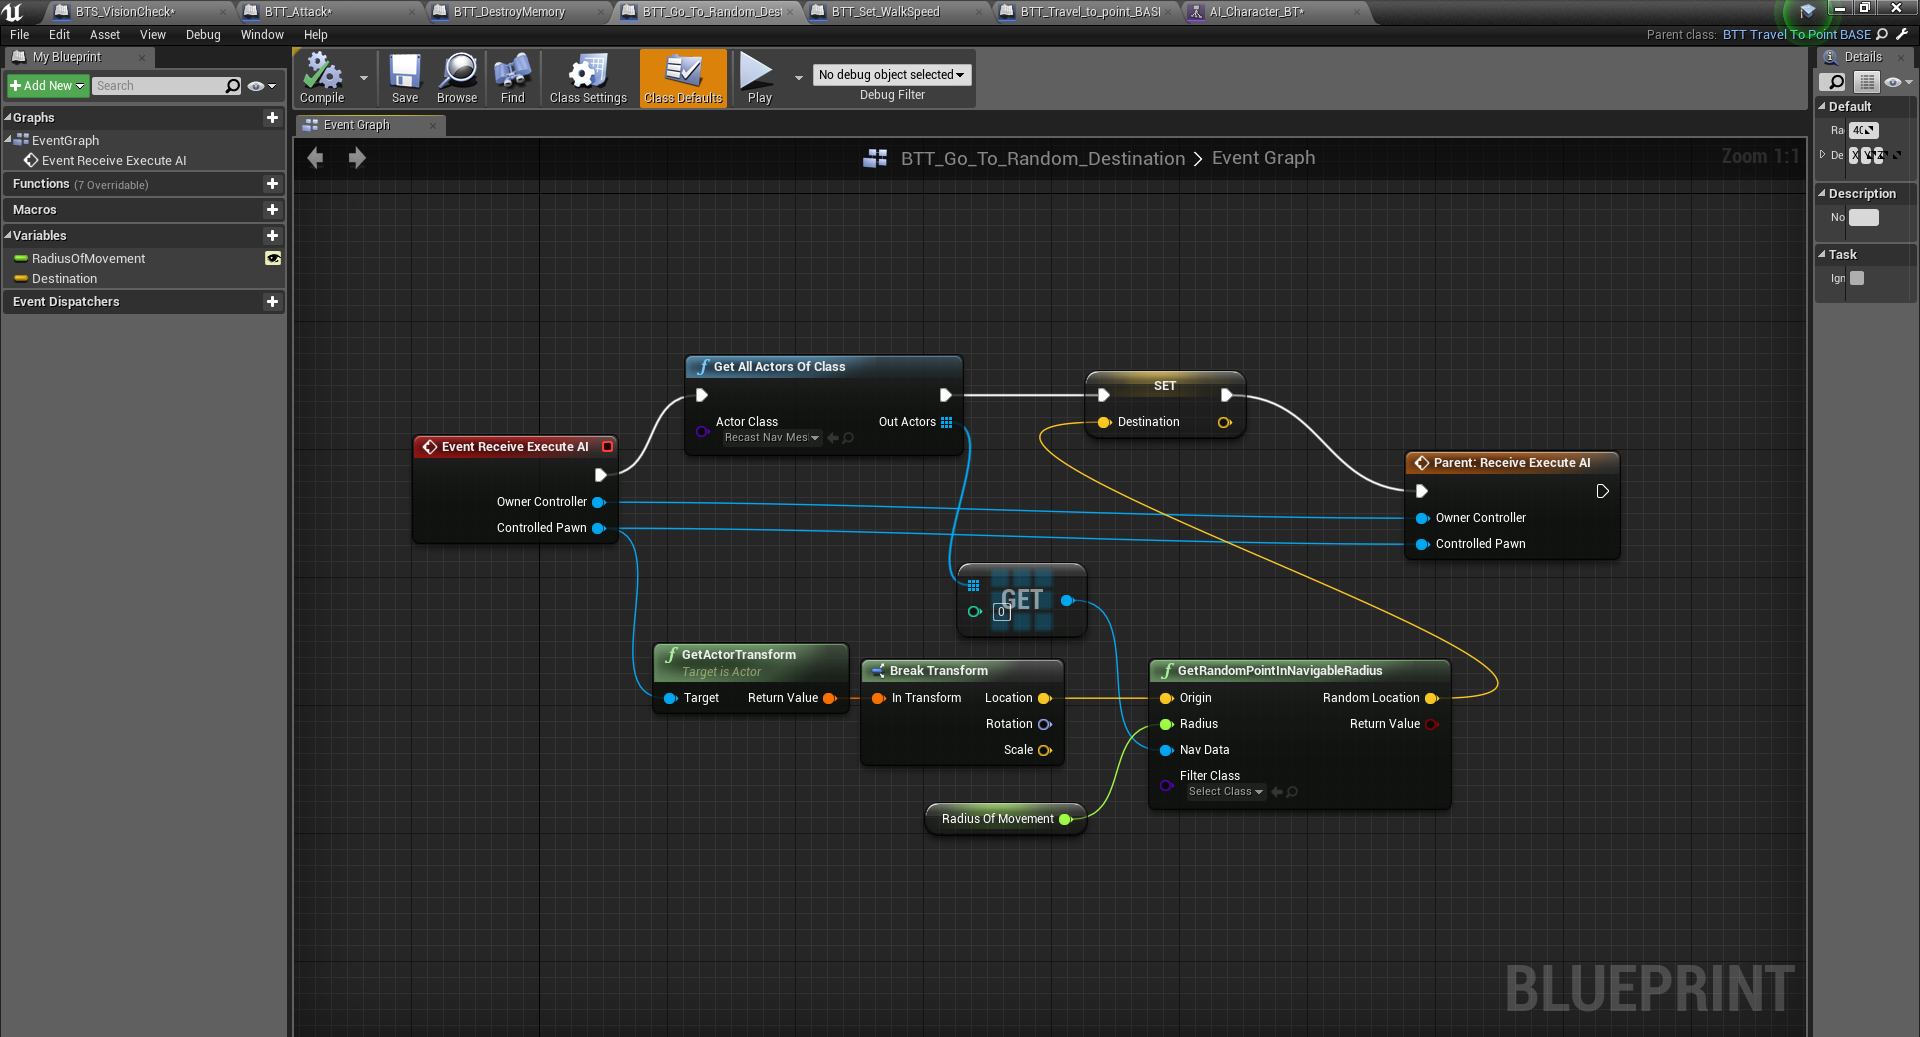 BTS_VisionCheck*
BTT_Attack*
BTT_DestroyMemory
BTT_Go_To_Random_Dest
BTT_Set_WalkSpeed
BTT_Travel_to_point_BASE
AI_Character_BT*
File Edit Asset View Debug Window Help
Parent class: BTT Travel To Point BASE
My Blueprint
Add New
Search
Graphs
EventGraph
Event Receive Execute AI
Functions (7 Overridable)
Macros
Variables
RadiusOfMovement
Destination
Event Dispatchers
Compile
Save
Browse
Find
Class Settings
Class Defaults
Play
No debug object selected
Debug Filter
Event Graph
BTT_Go_To_Random_Destination > Event Graph
Zoom 1:1
Get All Actors Of Class
Actor Class
Recast Nav Mes
Out Actors
SET
Destination
Event Receive Execute AI
Owner Controller
Controlled Pawn
Parent: Receive Execute AI
Owner Controller
Controlled Pawn
GET
0
GetActorTransform
Target is Actor
Target
Return Value
Break Transform
In Transform
Location
Rotation
Scale
GetRandomPointInNavigableRadius
Origin
Random Location
Radius
Return Value
Nav Data
Filter Class
Select Class
Radius Of Movement
BLUEPRINT
Details
Default
Ra
De
X
Description
No
Task
Ign